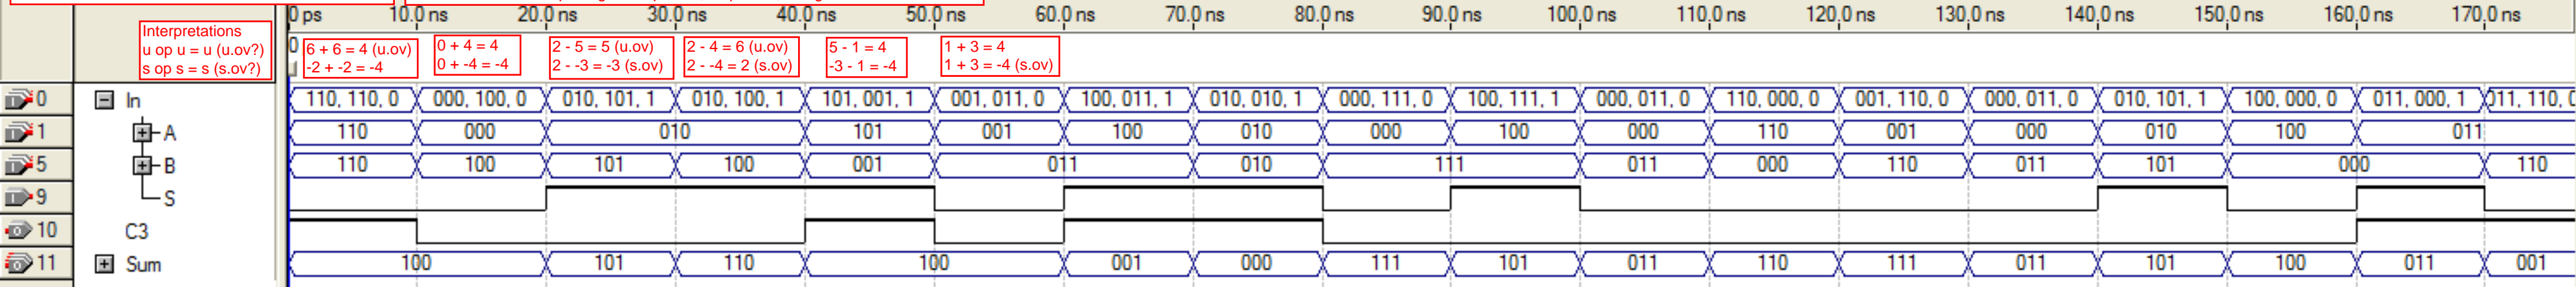 0 ps 10.0 ns 20.0 ns 30.0 ns 40.0 ns 50.0 ns 60.0 ns 70.0 ns 80.0 ns 90.0 ns 100.0 ns 110.0 ns 120.0 ns 130.0 ns 140.0 ns 150.0 ns 160.0 ns 170.0 ns
Interpretations
u op u = u (u.ov?)
s op s = s (s.ov?)
0
6 + 6 = 4 (u.ov)
-2 + -2 = -4
0 + 4 = 4
0 + -4 = -4
2 - 5 = 5 (u.ov)
2 - -3 = -3 (s.ov)
2 - 4 = 6 (u.ov)
2 - -4 = 2 (s.ov)
5 - 1 = 4
-3 - 1 = -4
1 + 3 = 4
1 + 3 = -4 (s.ov)
0 In 110, 110, 0 000, 100, 0 010, 101, 1 010, 100, 1 101, 001, 1 001, 011, 0 100, 011, 1 010, 010, 1 000, 111, 0 100, 111, 1 000, 011, 0 110, 000, 0 001, 110, 0 000, 011, 0 010, 101, 1 100, 000, 0 011, 000, 1 011, 110, 0
1 A 110 000 010 101 001 100 010 000 100 000 110 001 000 010 100 011
5 B 110 100 101 100 001 011 010 111 011 000 110 011 101 000 110
9 S
10 C3
11 Sum 100 101 110 100 001 000 111 101 011 110 111 011 101 100 011 001